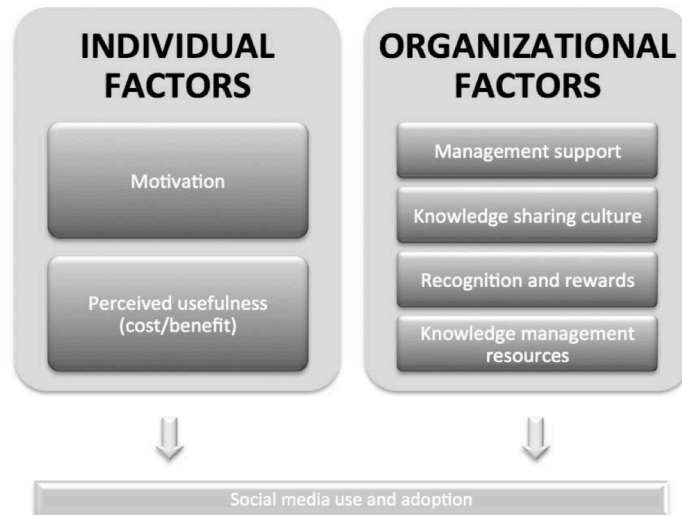 INDIVIDUAL
FACTORS
Motivation
Perceived usefulness
(cost/benefit)
ORGANIZATIONAL
FACTORS
Management support
Knowledge sharing culture
Recognition and rewards
Knowledge management
resources
Social media use and adoption